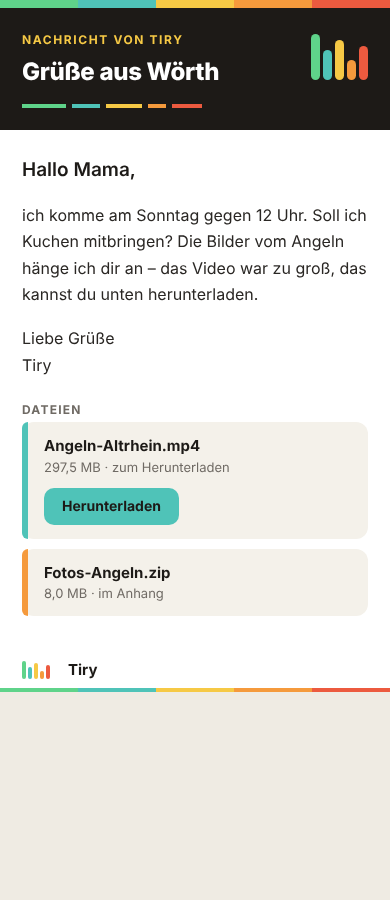 NACHRICHT VON TIRY
Grüße aus Wörth
Hallo Mama,
ich komme am Sonntag gegen 12 Uhr. Soll ich
Kuchen mitbringen? Die Bilder vom Angeln
hänge ich dir an – das Video war zu groß, das
kannst du unten herunterladen.
Liebe Grüße
Tiry
DATEIEN
Angeln-Altrhein.mp4
297,5 MB · zum Herunterladen
Herunterladen
Fotos-Angeln.zip
8,0 MB · im Anhang
Tiry